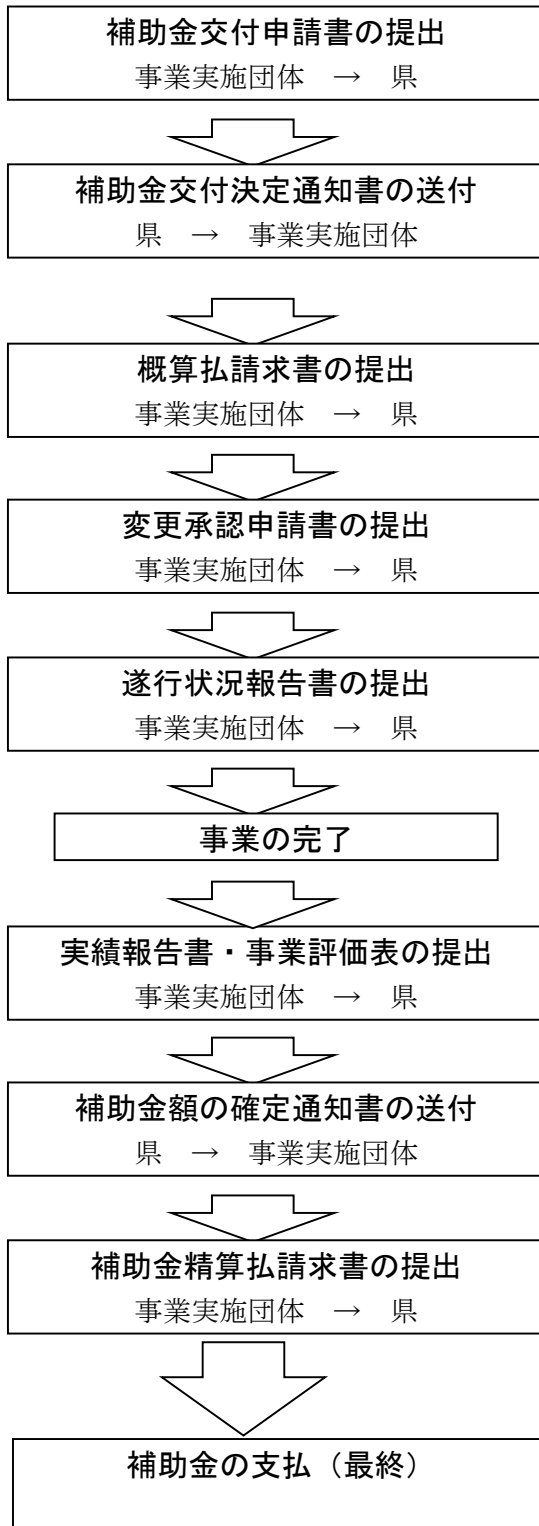 補助金交付申請書の提出
事業実施団体　→　県
補助金交付決定通知書の送付
県　→　事業実施団体
概算払請求書の提出
事業実施団体　→　県
変更承認申請書の提出
事業実施団体　→　県
遂行状況報告書の提出
事業実施団体　→　県
事業の完了
実績報告書・事業評価表の提出
事業実施団体　→　県
補助金額の確定通知書の送付
県　→　事業実施団体
補助金精算払請求書の提出
事業実施団体　→　県
補助金の支払（最終）